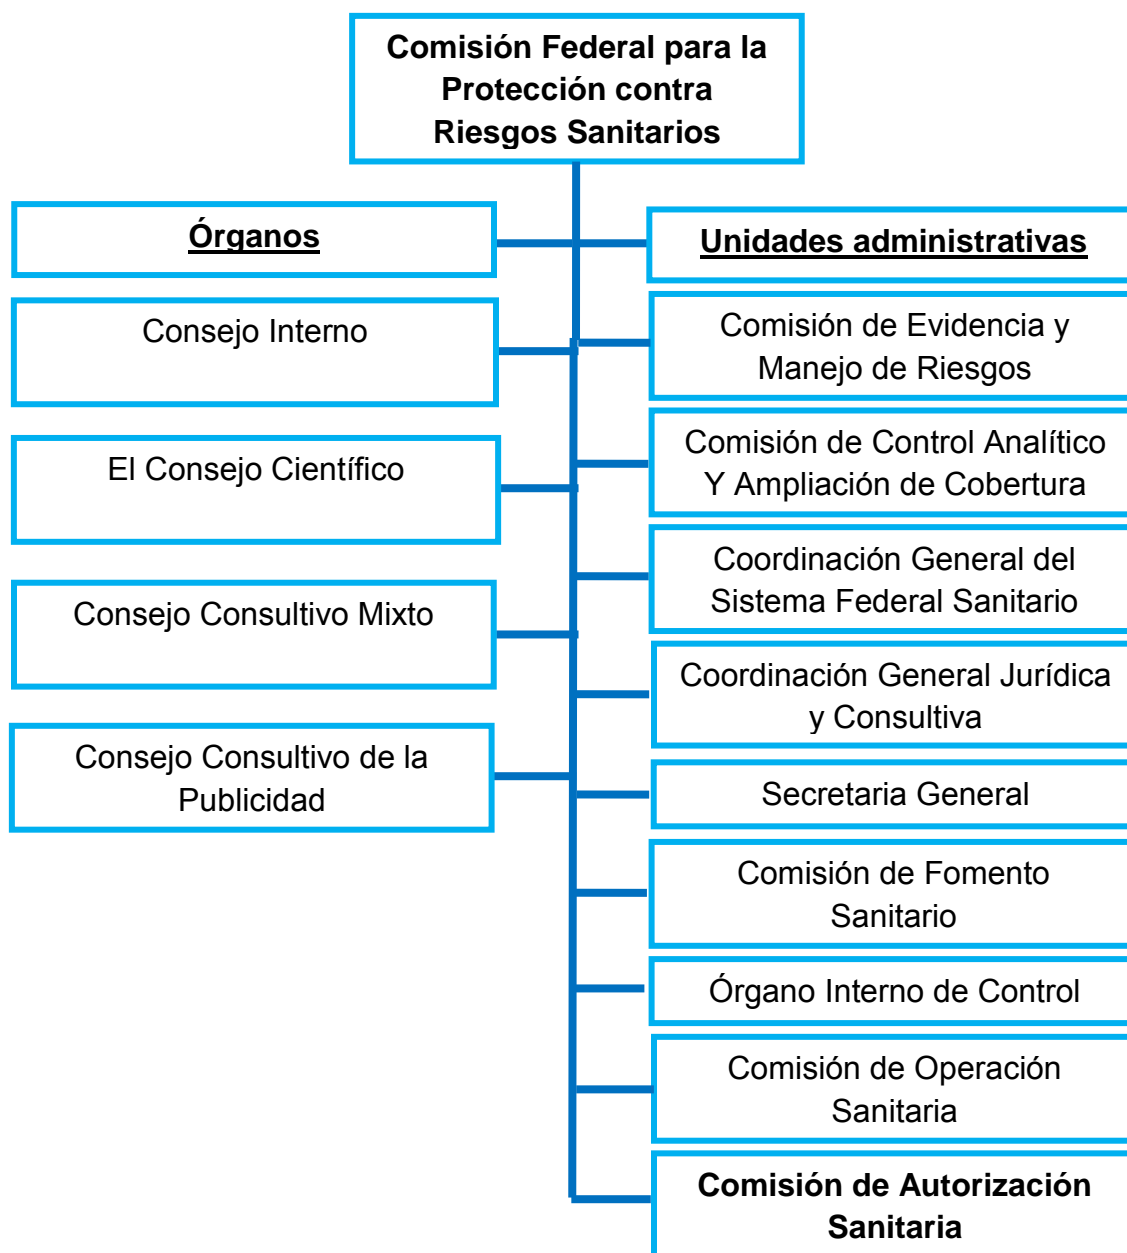 Comisión Federal para la
Protección contra
Riesgos Sanitarios
Órganos
Consejo Interno
El Consejo Científico
Consejo Consultivo Mixto
Consejo Consultivo de la
Publicidad
Unidades administrativas
Comisión de Evidencia y
Manejo de Riesgos
Comisión de Control Analítico
Y Ampliación de Cobertura
Coordinación General del
Sistema Federal Sanitario
Coordinación General Jurídica
y Consultiva
Secretaria General
Comisión de Fomento
Sanitario
Órgano Interno de Control
Comisión de Operación
Sanitaria
Comisión de Autorización
Sanitaria